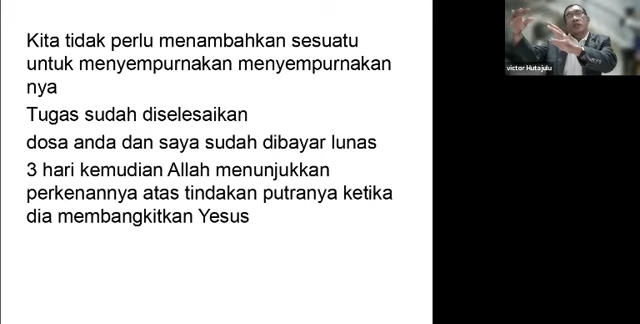 Kita tidak perlu menambahkan sesuatu
untuk menyempurnakan menyempurnakan
nya
Tugas sudah diselesaikan
dosa anda dan saya sudah dibayar lunas
3 hari kemudian Allah menunjukkan
perkenannya atas tindakan putranya ketika
dia membangkitkan Yesus
victor Hutajulu